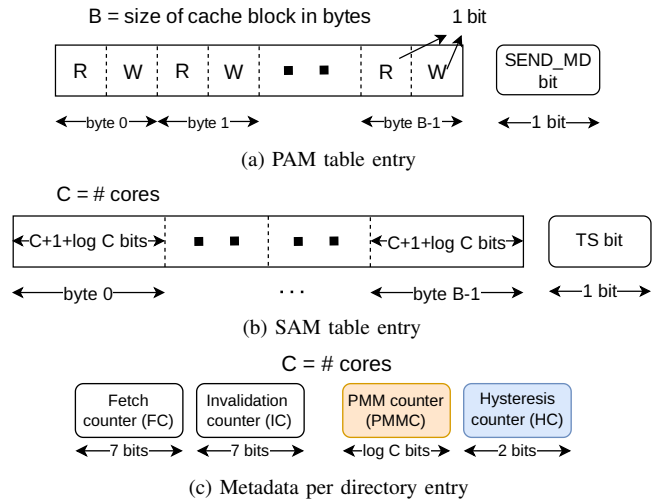 B = size of cache block in bytes
1 bit
R W R W ■ ■ R W
SEND_MD
bit
byte 0 byte 1 byte B-1 1 bit
(a) PAM table entry
C = # cores
C+1+log C bits ■ ■ ■ ■ C+1+log C bits TS bit
byte 0 . . . byte B-1 1 bit
(b) SAM table entry
C = # cores
Fetch
counter (FC)
Invalidation
counter (IC)
PMM counter
(PMMC)
Hysteresis
counter (HC)
7 bits 7 bits log C bits 2 bits
(c) Metadata per directory entry